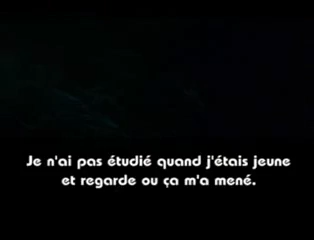 Je n'ai pas étudié quand j'étais jeune
et regarde ou ça m'a mené.